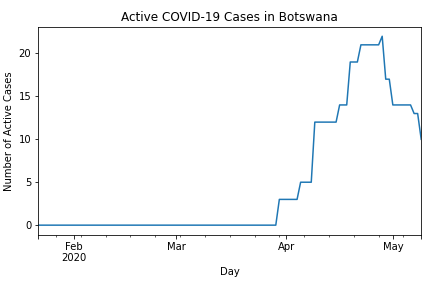 Active COVID-19 Cases in Botswana
Number of Active Cases
20
15
10
5
0
Feb
2020
Mar
Apr
May
Day